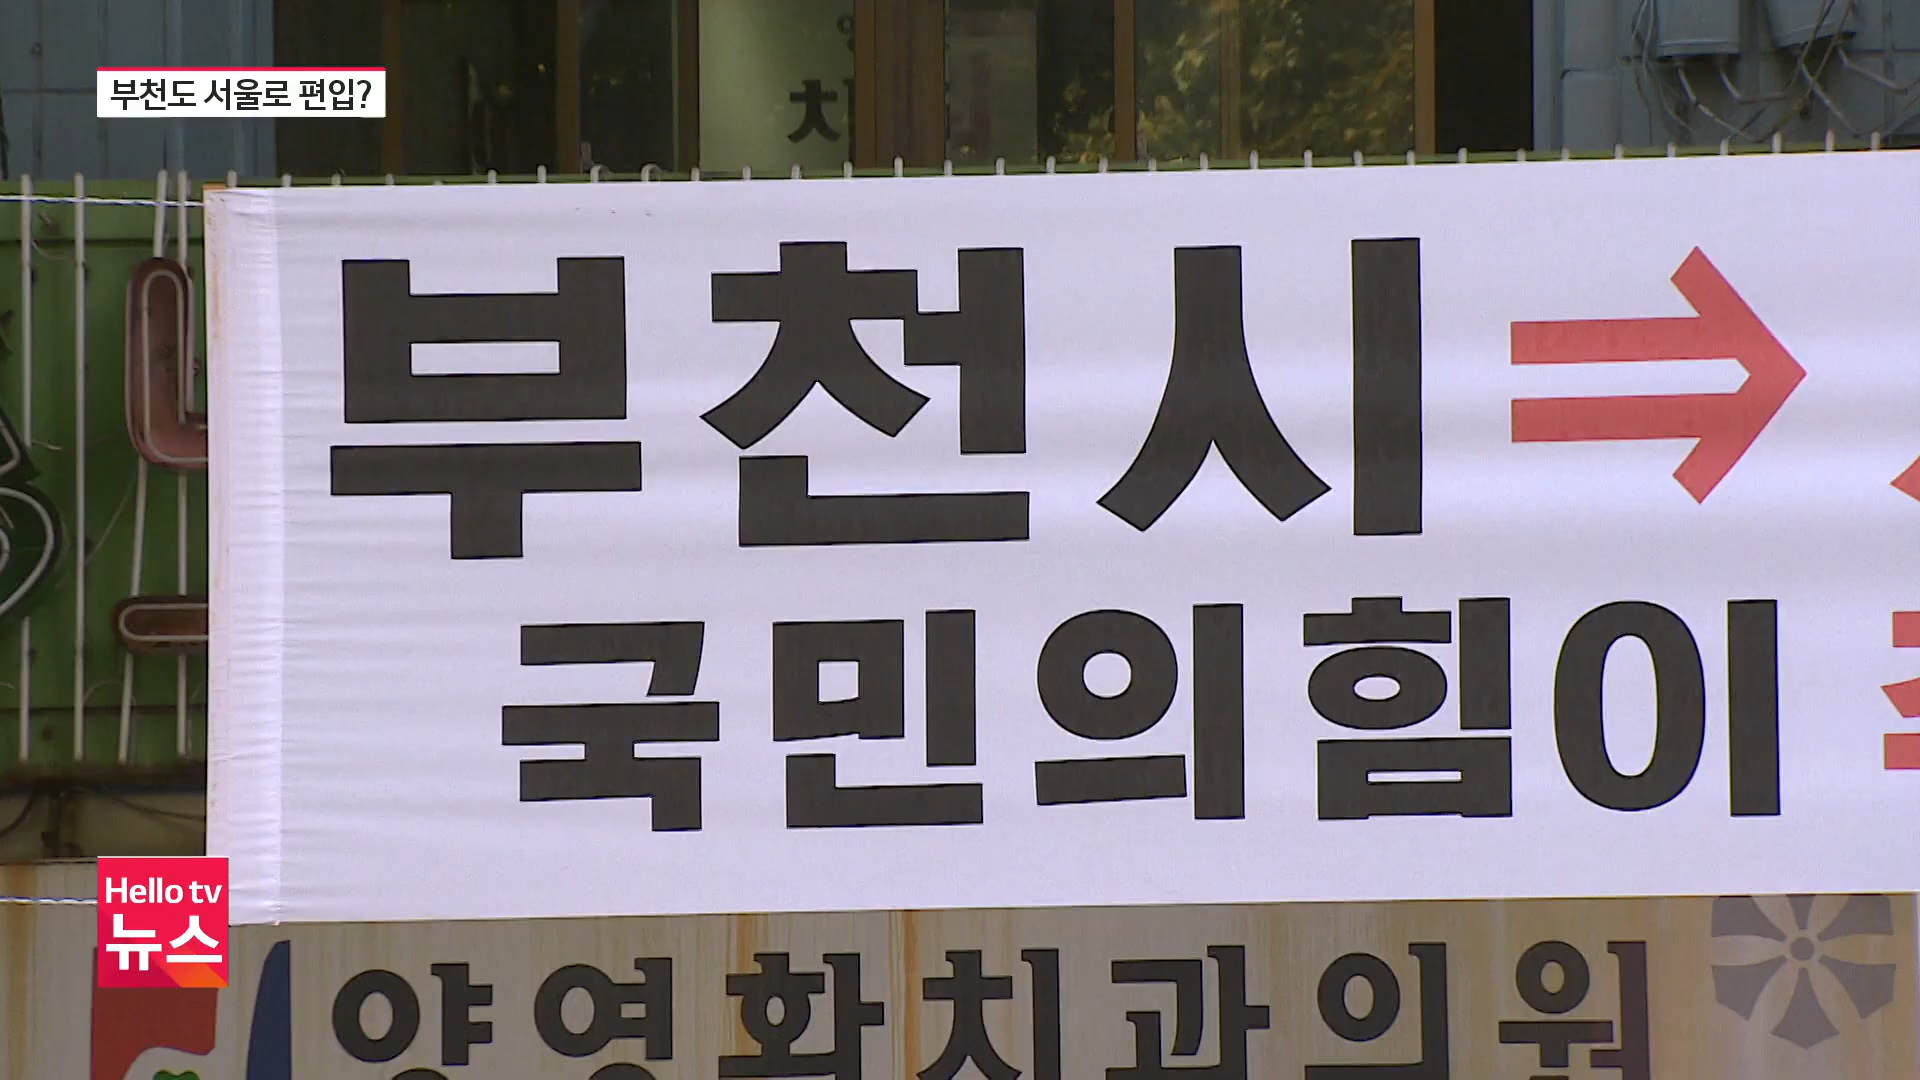 부천도 서울로 편입?
부천시 ⇒
국민의힘이
Hello tv
뉴스
양영화치과의원